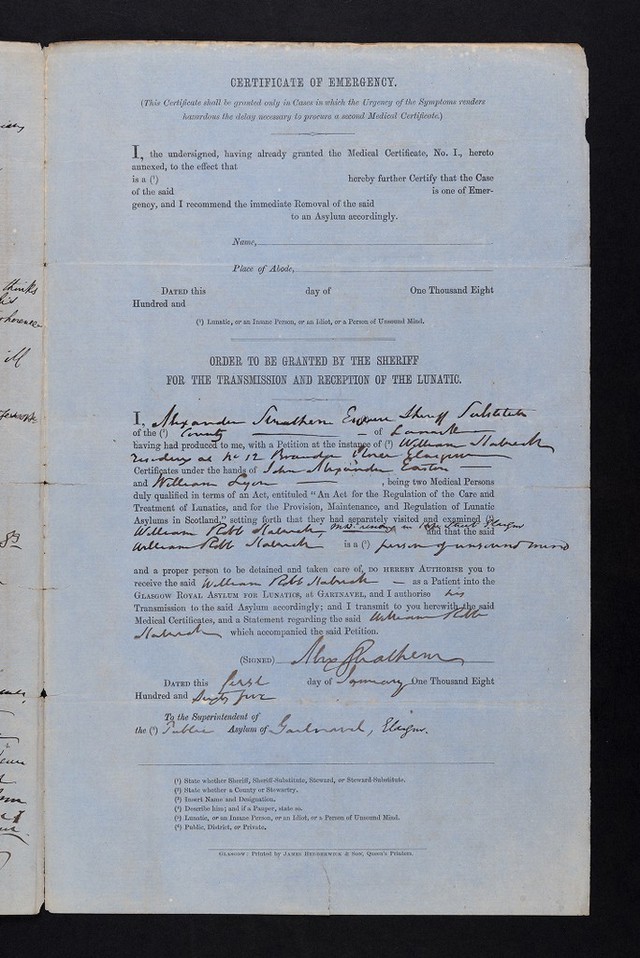 CERTIFICATE OF EMERGENCY.
(This Certificate shall be granted only in Cases in which the Urgency of the Symptoms renders
hazardous the delay necessary to procure a second Medical Certificate.)
I, the undersigned, having already granted the Medical Certificate, No. I., hereto
annexed, to the effect that
is a (¹) hereby further Certify that the Case
of the said is one of Emer-
gency, and I recommend the immediate Removal of the said
to an Asylum accordingly.
Name,
Place of Abode,
DATED this day of One Thousand Eight
Hundred and
(¹) Lunatic, or an Insane Person, or an Idiot, or a Person of Unsound Mind.
ORDER TO BE GRANTED BY THE SHERIFF
FOR THE TRANSMISSION AND RECEPTION OF THE LUNATIC.
I, Alexander Strathern Esquire Sheriff Substitute
of the (²) County of Lanark
having had produced to me, with a Petition at the instance of (³) William
residing at No 12 Place Glasgow
Certificates under the hands of John Alexander Easton
and William Lyon, being two Medical Persons
duly qualified in terms of an Act, entituled "An Act for the Regulation of the Care and
Treatment of Lunatics, and for the Provision, Maintenance, and Regulation of Lunatic
Asylums in Scotland," setting forth that they had separately visited and examined (⁴)
William Robb residing in Street Glasgow and that the said
William Robb is a (⁵) person of unsound mind
and a proper person to be detained and taken care of, DO HEREBY AUTHORISE you to
receive the said William Robb as a Patient into the
GLASGOW ROYAL ASYLUM FOR LUNATICS, at GARTNAVEL, and I authorise his
Transmission to the said Asylum accordingly; and I transmit to you herewith the said
Medical Certificates, and a Statement regarding the said William Robb
which accompanied the said Petition.
(SIGNED) Alex Strathern
DATED this first day of January One Thousand Eight
Hundred and Sixty five
To the Superintendent of
the (⁶) Public Asylum of Gartnavel, Glasgow.
(¹) State whether Sheriff, Sheriff-Substitute, Steward, or Steward-Substitute.
(²) State whether a County or Stewartry.
(³) Insert Name and Designation.
(⁴) Describe him; and if a Pauper, state so.
(⁵) Lunatic, or an Insane Person, or an Idiot, or a Person of Unsound Mind.
(⁶) Public, District, or Private.
GLASGOW: Printed by JAMES HEDDERWICK & SON, Queen's Printers.